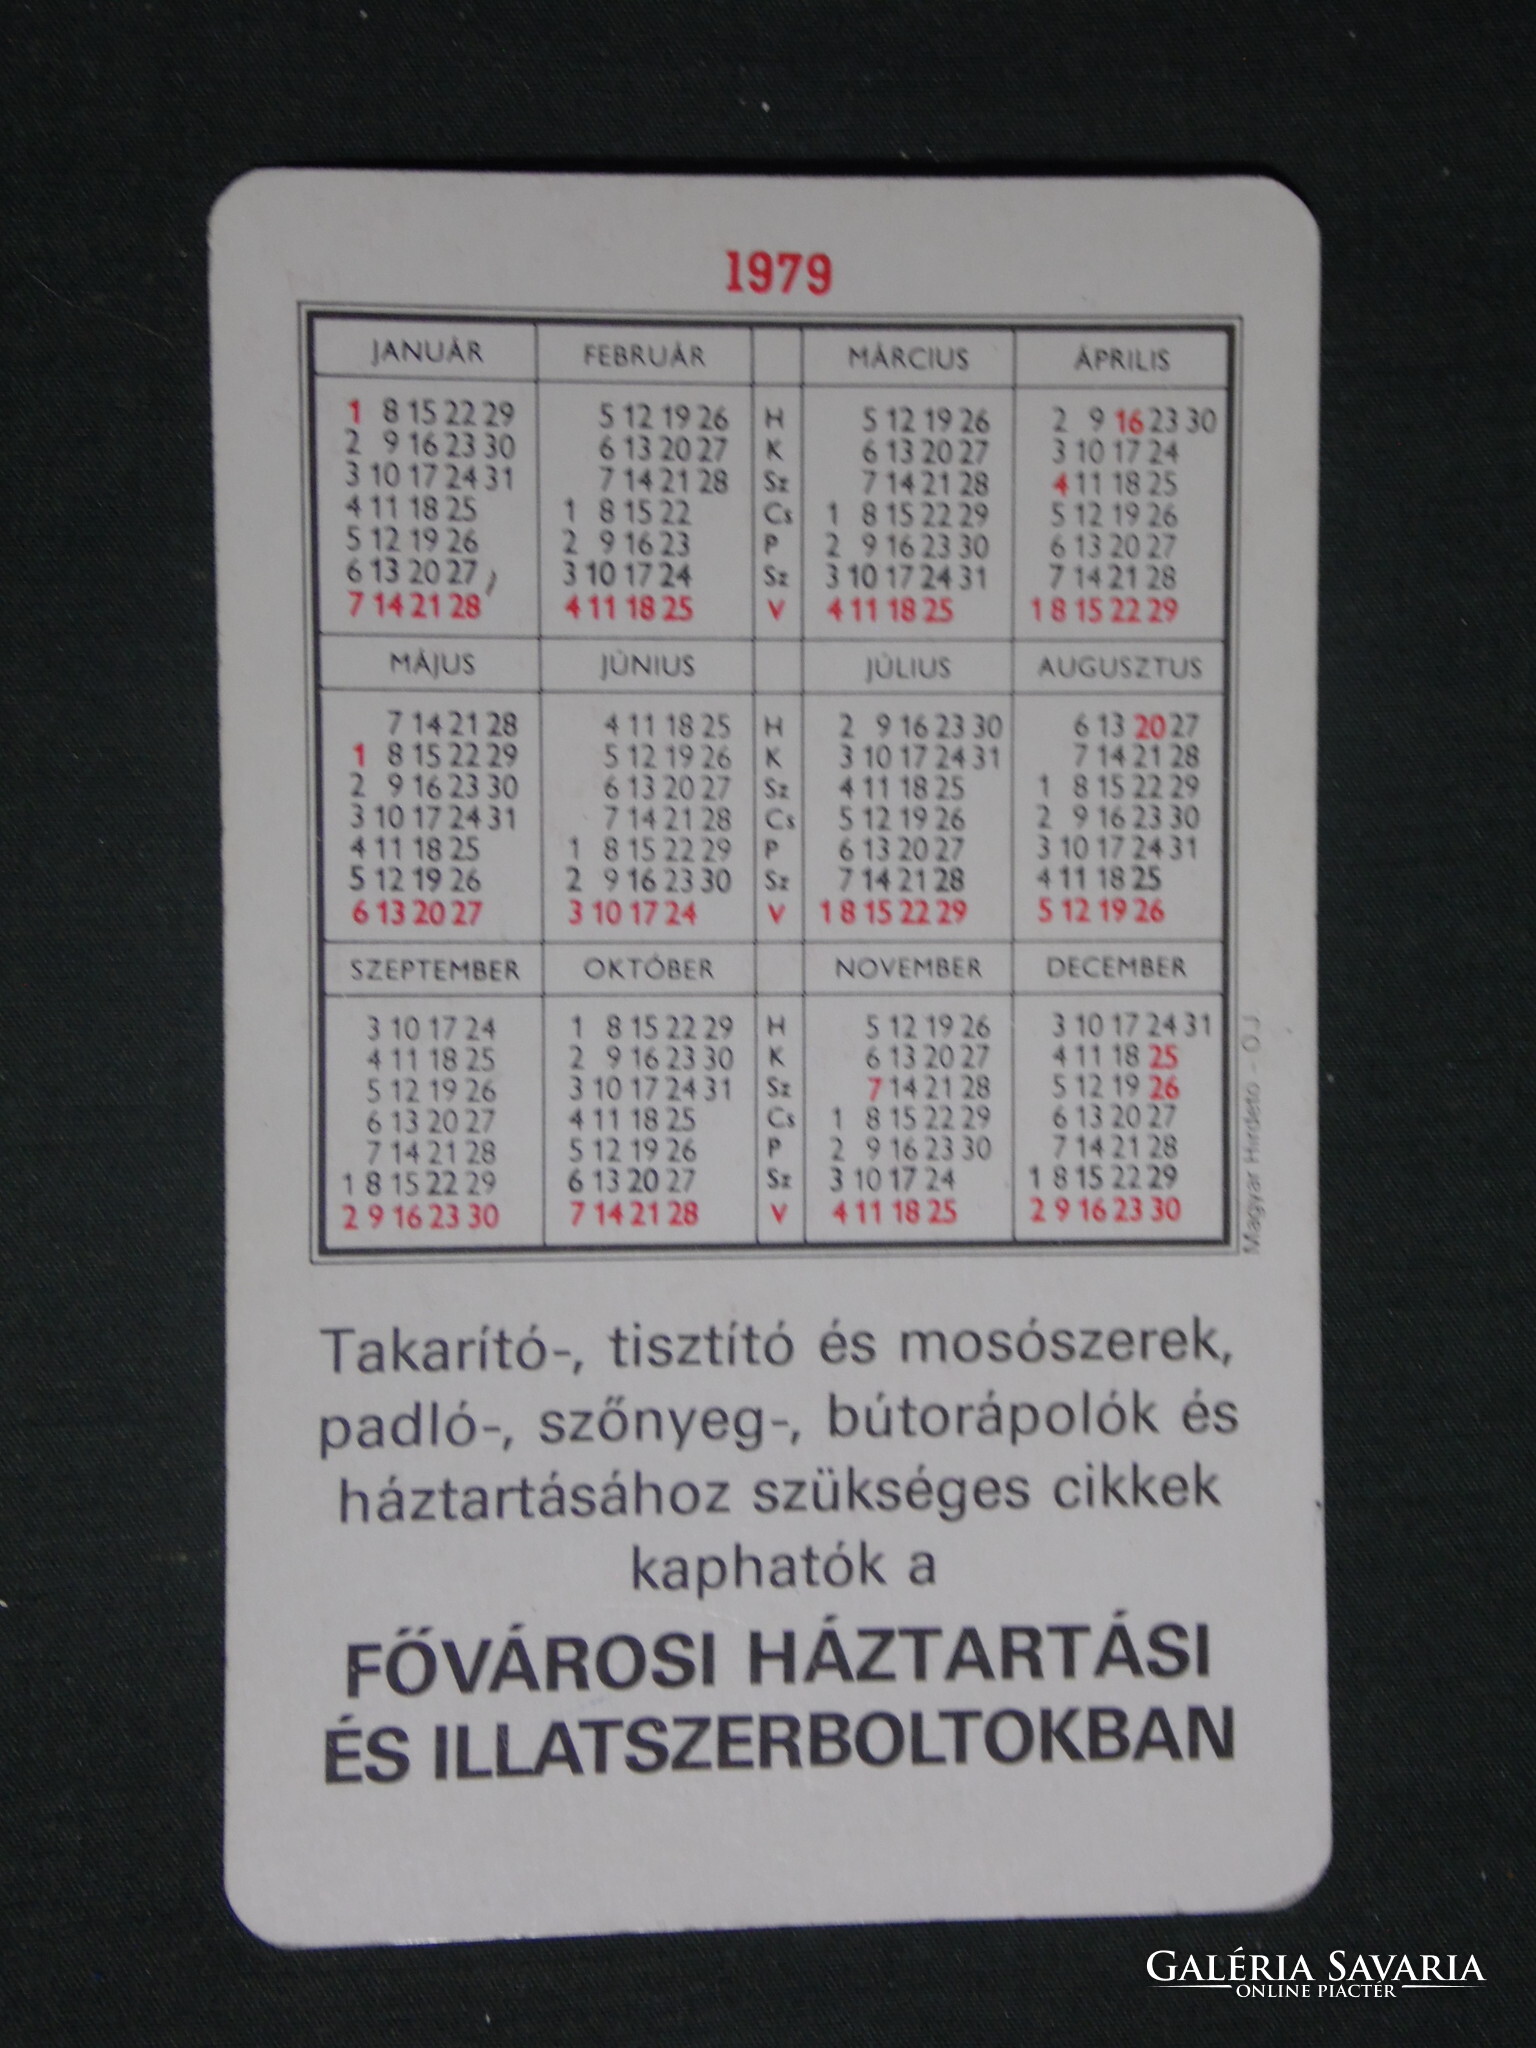 1979
JANUÁR FEBRUÁR MÁRCIUS ÁPRILIS
1 8 15 22 29 5 12 19 26 H 5 12 19 26 2 9 16 23 30
2 9 16 23 30 6 13 20 27 K 6 13 20 27 3 10 17 24
3 10 17 24 31 7 14 21 28 Sz 7 14 21 28 4 11 18 25
4 11 18 25 1 8 15 22 Cs 1 8 15 22 29 5 12 19 26
5 12 19 26 2 9 16 23 P 2 9 16 23 30 6 13 20 27
6 13 20 27 3 10 17 24 Sz 3 10 17 24 31 7 14 21 28
7 14 21 28 4 11 18 25 V 4 11 18 25 1 8 15 22 29
MÁJUS JÚNIUS JÚLIUS AUGUSZTUS
7 14 21 28 4 11 18 25 H 2 9 16 23 30 6 13 20 27
1 8 15 22 29 5 12 19 26 K 3 10 17 24 31 7 14 21 28
2 9 16 23 30 6 13 20 27 Sz 4 11 18 25 1 8 15 22 29
3 10 17 24 31 7 14 21 28 Cs 5 12 19 26 2 9 16 23 30
4 11 18 25 1 8 15 22 29 P 6 13 20 27 3 10 17 24 31
5 12 19 26 2 9 16 23 30 Sz 7 14 21 28 4 11 18 25
6 13 20 27 3 10 17 24 V 1 8 15 22 29 5 12 19 26
SZEPTEMBER OKTÓBER NOVEMBER DECEMBER
3 10 17 24 1 8 15 22 29 H 5 12 19 26 3 10 17 24 31
4 11 18 25 2 9 16 23 30 K 6 13 20 27 4 11 18 25
5 12 19 26 3 10 17 24 31 Sz 7 14 21 28 5 12 19 26
6 13 20 27 4 11 18 25 Cs 1 8 15 22 29 6 13 20 27
7 14 21 28 5 12 19 26 P 2 9 16 23 30 7 14 21 28
1 8 15 22 29 6 13 20 27 Sz 3 10 17 24 1 8 15 22 29
2 9 16 23 30 7 14 21 28 V 4 11 18 25 2 9 16 23 30
Magyar Hirdető – O. J.
Takarító-, tisztító és mosószerek,
padló-, szőnyeg-, bútorápolók és
háztartásához szükséges cikkek
kaphatók a
FŐVÁROSI HÁZTARTÁSI
ÉS ILLATSZERBOLTOKBAN
GALÉRIA SAVARIA
ONLINE PIACTÉR